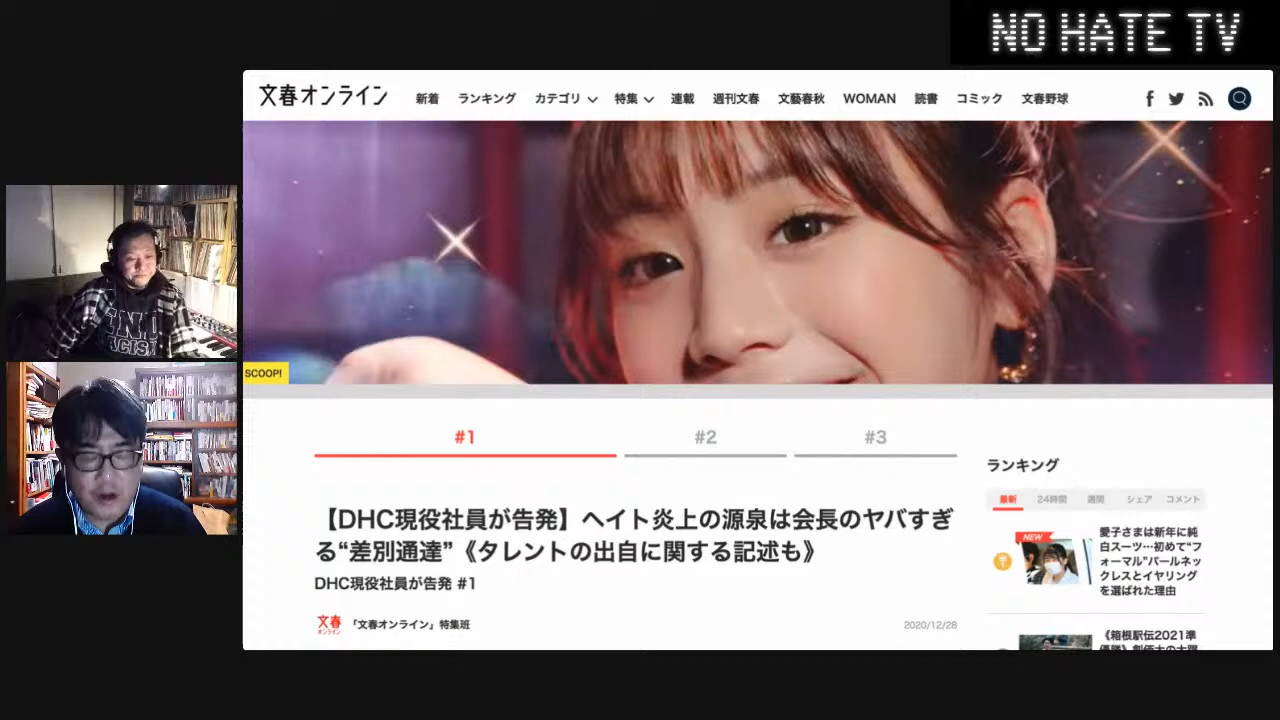 NO HATE TV
文春オンライン 新着 ランキング カテゴリ 特集 連載 週刊文春 文藝春秋 WOMAN 読書 コミック 文春野球
SCOOP!
#1 #2 #3
【DHC現役社員が告発】ヘイト炎上の源泉は会長のヤバすぎ
る“差別通達”《タレントの出自に関する記述も》
DHC現役社員が告発 #1
文春
オンライン
「文春オンライン」特集班
2020/12/28
ランキング
最新 24時間 週間 シェア コメント
NEW
愛子さまは新年に純
白スーツ…初めて“フ
ォーマル”パールネッ
クレスとイヤリング
を選ばれた理由
《箱根駅伝2021準